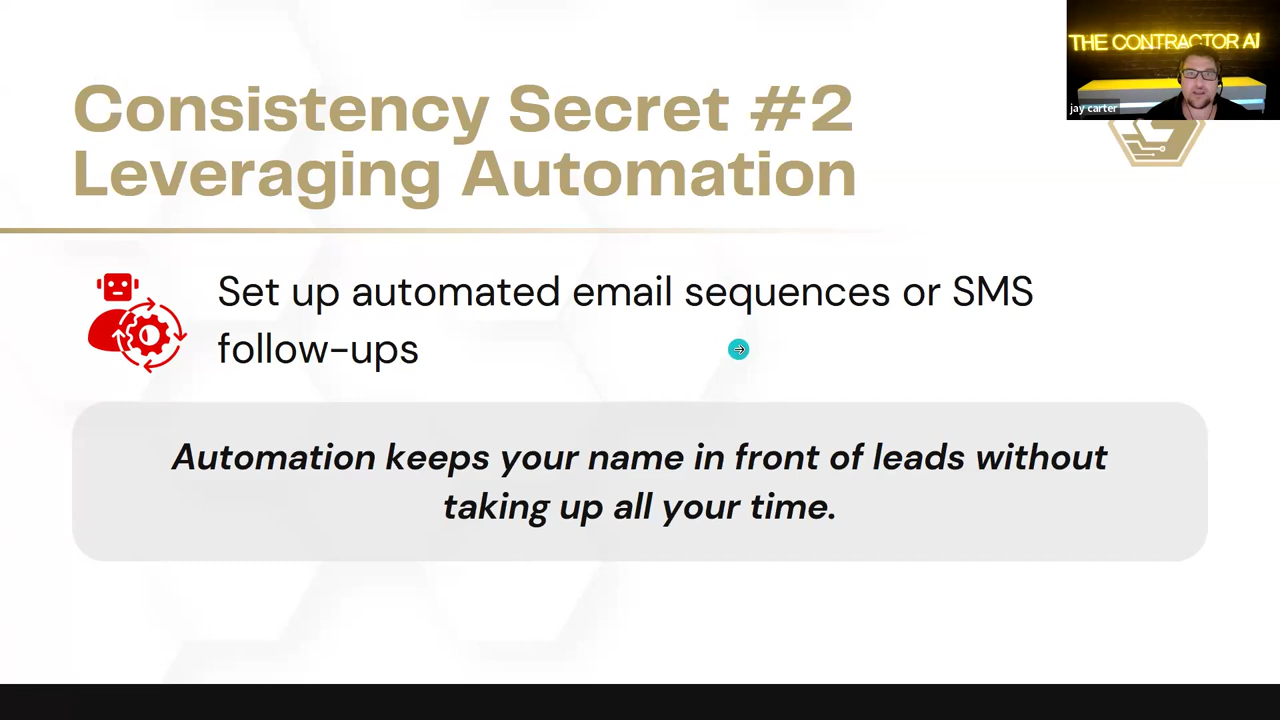 THE CONTRACTOR AI
jay carter
Consistency Secret #2
Leveraging Automation
Set up automated email sequences or SMS
follow-ups
Automation keeps your name in front of leads without
taking up all your time.